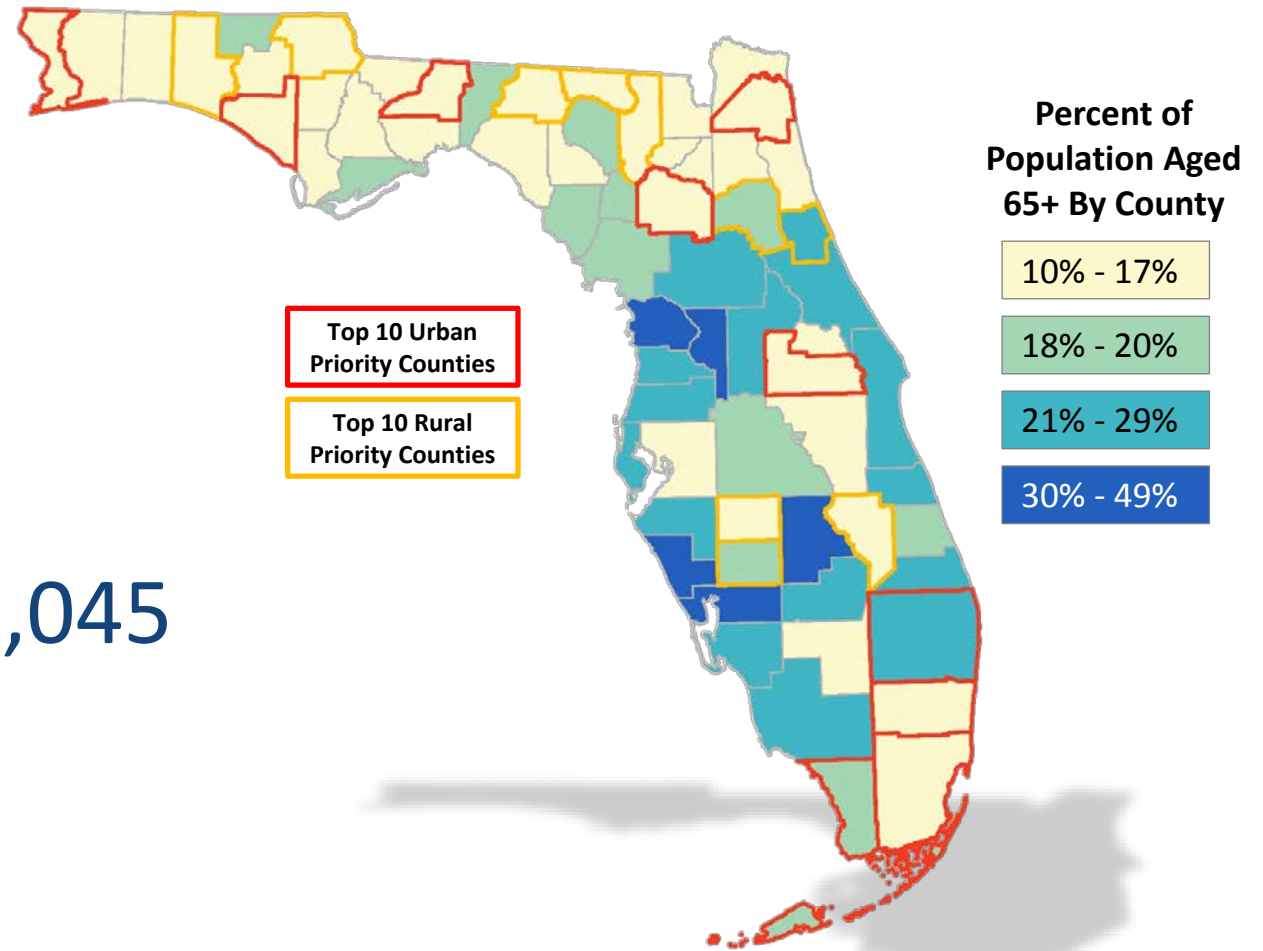 Percent of
Population Aged
65+ By County
10% - 17%
18% - 20%
21% - 29%
30% - 49%
Top 10 Urban
Priority Counties
Top 10 Rural
Priority Counties
,045